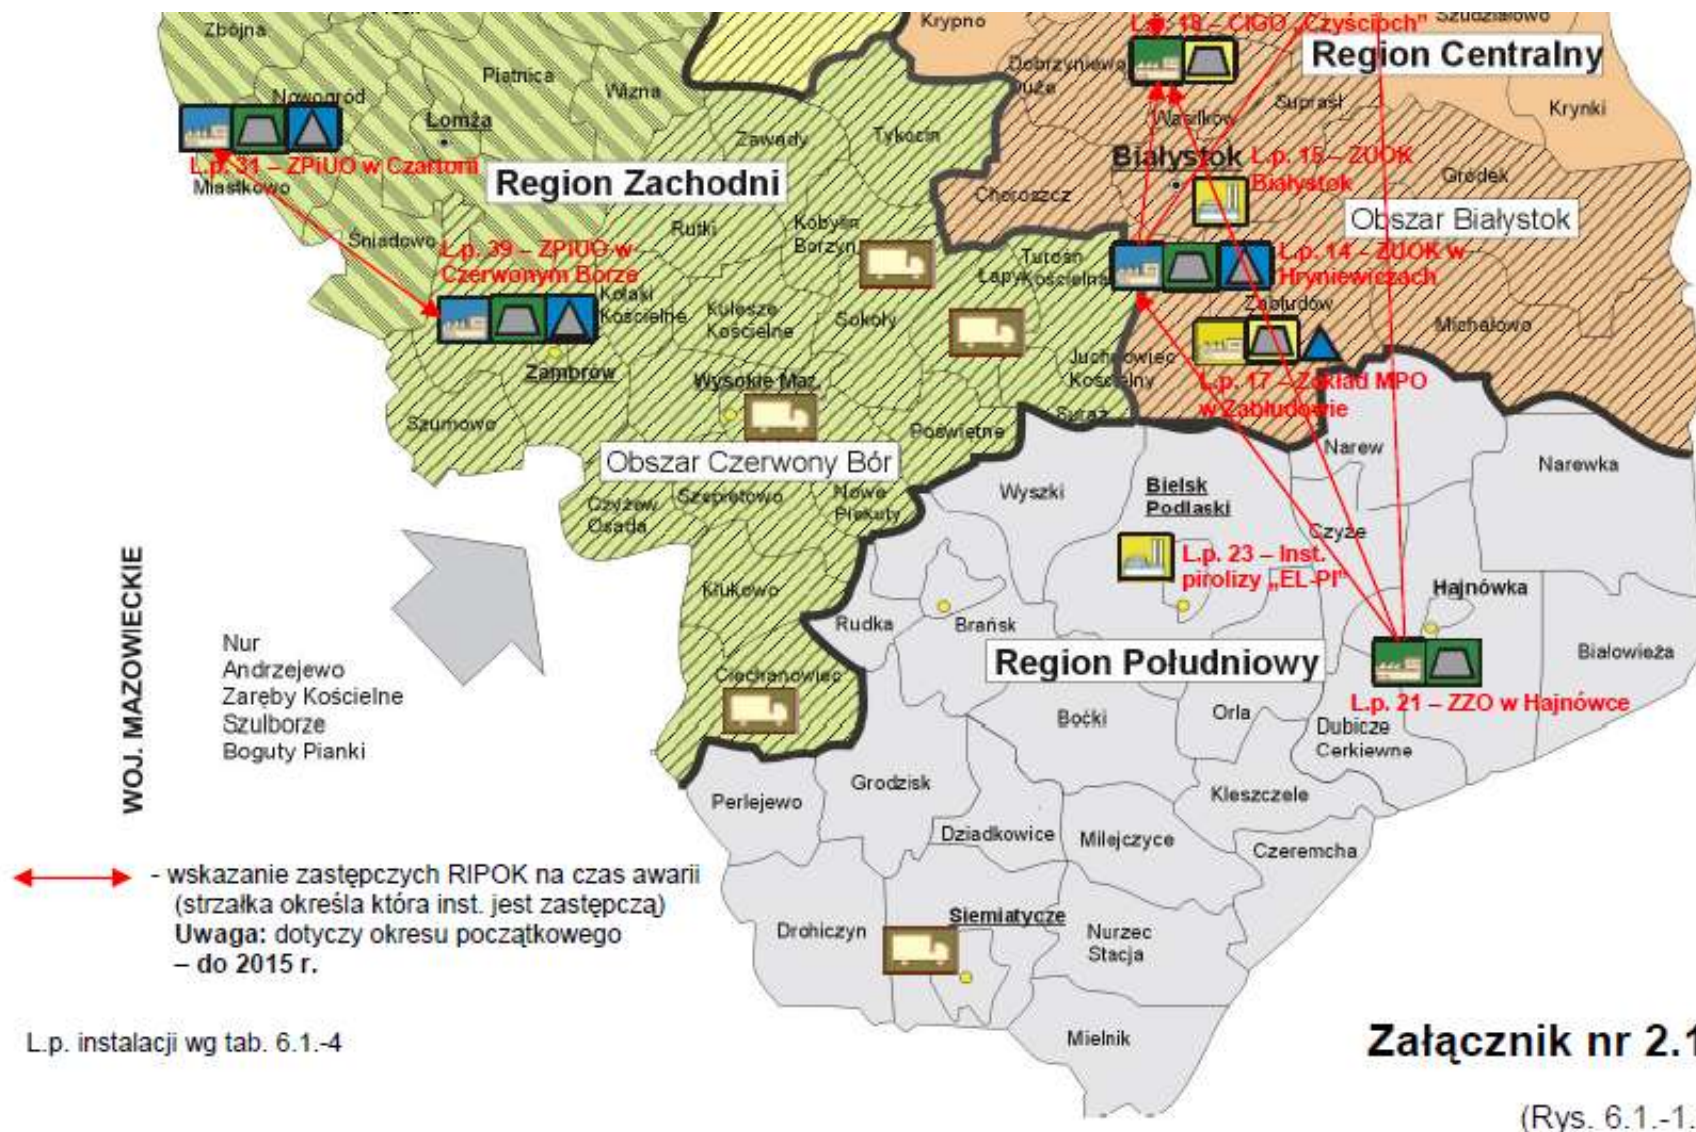 Zbójna
Krypno
L.p. 18 – CIGO „Czyścioch”
Szudziałowo
Region Centralny
Piątnica
Wizna
Dobrzyniewo
Duża
Nowogród
Supraśl
Krynki
Łomża
Wasilków
Zawady
Tykocin
L.p. 31 – ZPiUO w Czartorii
Miastkowo
Region Zachodni
Białystok
L.p. 15 – ZUOK
Białystok
Gródek
Choroszcz
Obszar Białystok
Śniadowo
Rutki
Kobylin
Borzyn
L.p. 39 – ZPiUO w
Czerwonym Borze
Turośń
Kościelna
Łapy
L.p. 14 – ZUOK w
Hryniewiczach
Kołaki
Kościelne
Kulesze
Kościelne
Sokoły
Zabłudów
Michałowo
Juchnowiec
Kościelny
Zambrów
Wysokie Maz.
L.p. 17 – Zakład MPO
w Zabłudowie
Szumowo
Poświętne
Suraż
Narew
Narewka
Obszar Czerwony Bór
Wyszki
Bielsk
Podlaski
Czyżew
Osada
Szepietowo
Nowe
Piekuty
Czyże
L.p. 23 – Inst.
pirolizy „EL-PI”
Hajnówka
WOJ. MAZOWIECKIE
Klukowo
Rudka
Brańsk
Nur
Andrzejewo
Zaręby Kościelne
Szulborze
Boguty Pianki
Region Południowy
Białowieża
Ciechanowiec
L.p. 21 – ZZO w Hajnówce
Boćki
Orla
Dubicze
Cerkiewne
Perlejewo
Grodzisk
Kleszczele
Dziadkowice
Milejczyce
Czeremcha
- wskazanie zastępczych RIPOK na czas awarii
(strzałka określa która inst. jest zastępczą)
Uwaga: dotyczy okresu początkowego
– do 2015 r.
Drohiczyn
Siemiatycze
Nurzec
Stacja
L.p. instalacji wg tab. 6.1.-4
Mielnik
Załącznik nr 2.1
(Rys. 6.1.-1.